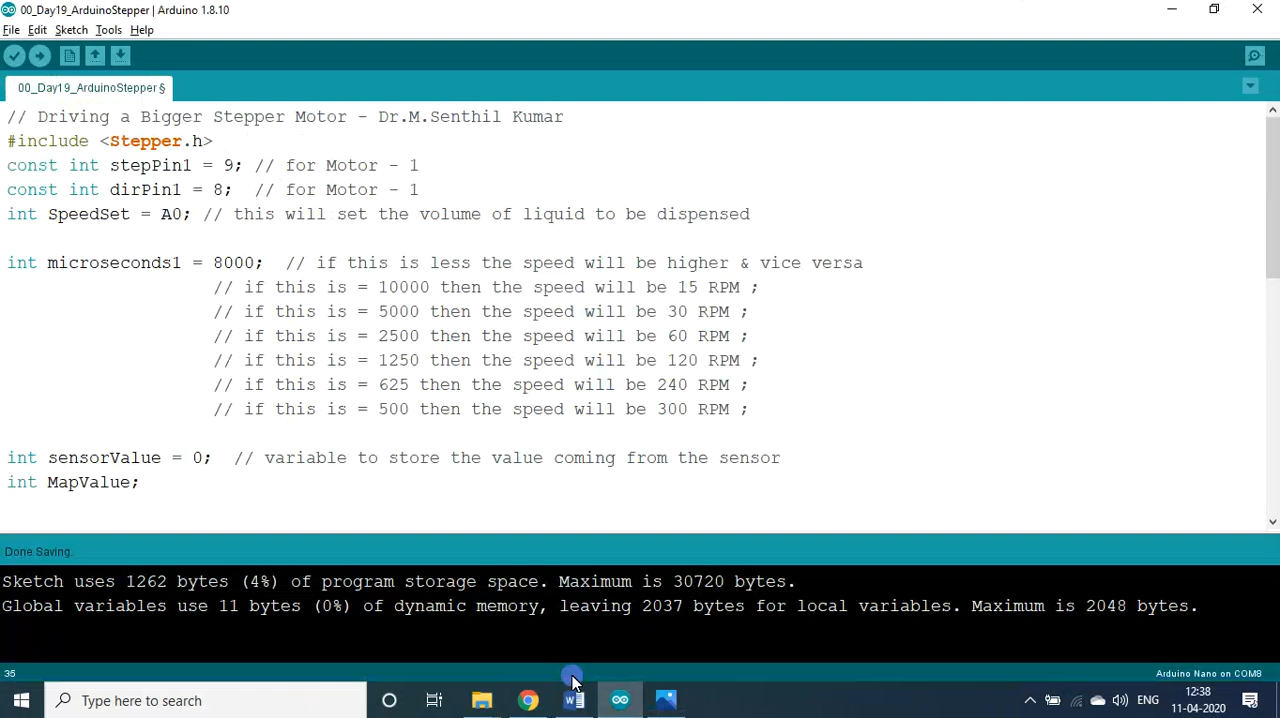 00_Day19_ArduinoStepper | Arduino 1.8.10
File Edit Sketch Tools Help
00_Day19_ArduinoStepper §
// Driving a Bigger Stepper Motor - Dr.M.Senthil Kumar
#include <Stepper.h>
const int stepPin1 = 9; // for Motor - 1
const int dirPin1 = 8;  // for Motor - 1
int SpeedSet = A0; // this will set the volume of liquid to be dispensed
int microseconds1 = 8000;  // if this is less the speed will be higher & vice versa
// if this is = 10000 then the speed will be 15 RPM ;
// if this is = 5000 then the speed will be 30 RPM ;
// if this is = 2500 then the speed will be 60 RPM ;
// if this is = 1250 then the speed will be 120 RPM ;
// if this is = 625 then the speed will be 240 RPM ;
// if this is = 500 then the speed will be 300 RPM ;
int sensorValue = 0;  // variable to store the value coming from the sensor
int MapValue;
Done Saving.
Sketch uses 1262 bytes (4%) of program storage space. Maximum is 30720 bytes.
Global variables use 11 bytes (0%) of dynamic memory, leaving 2037 bytes for local variables. Maximum is 2048 bytes.
35 Arduino Nano on COM8
Type here to search ENG 12:38
11-04-2020